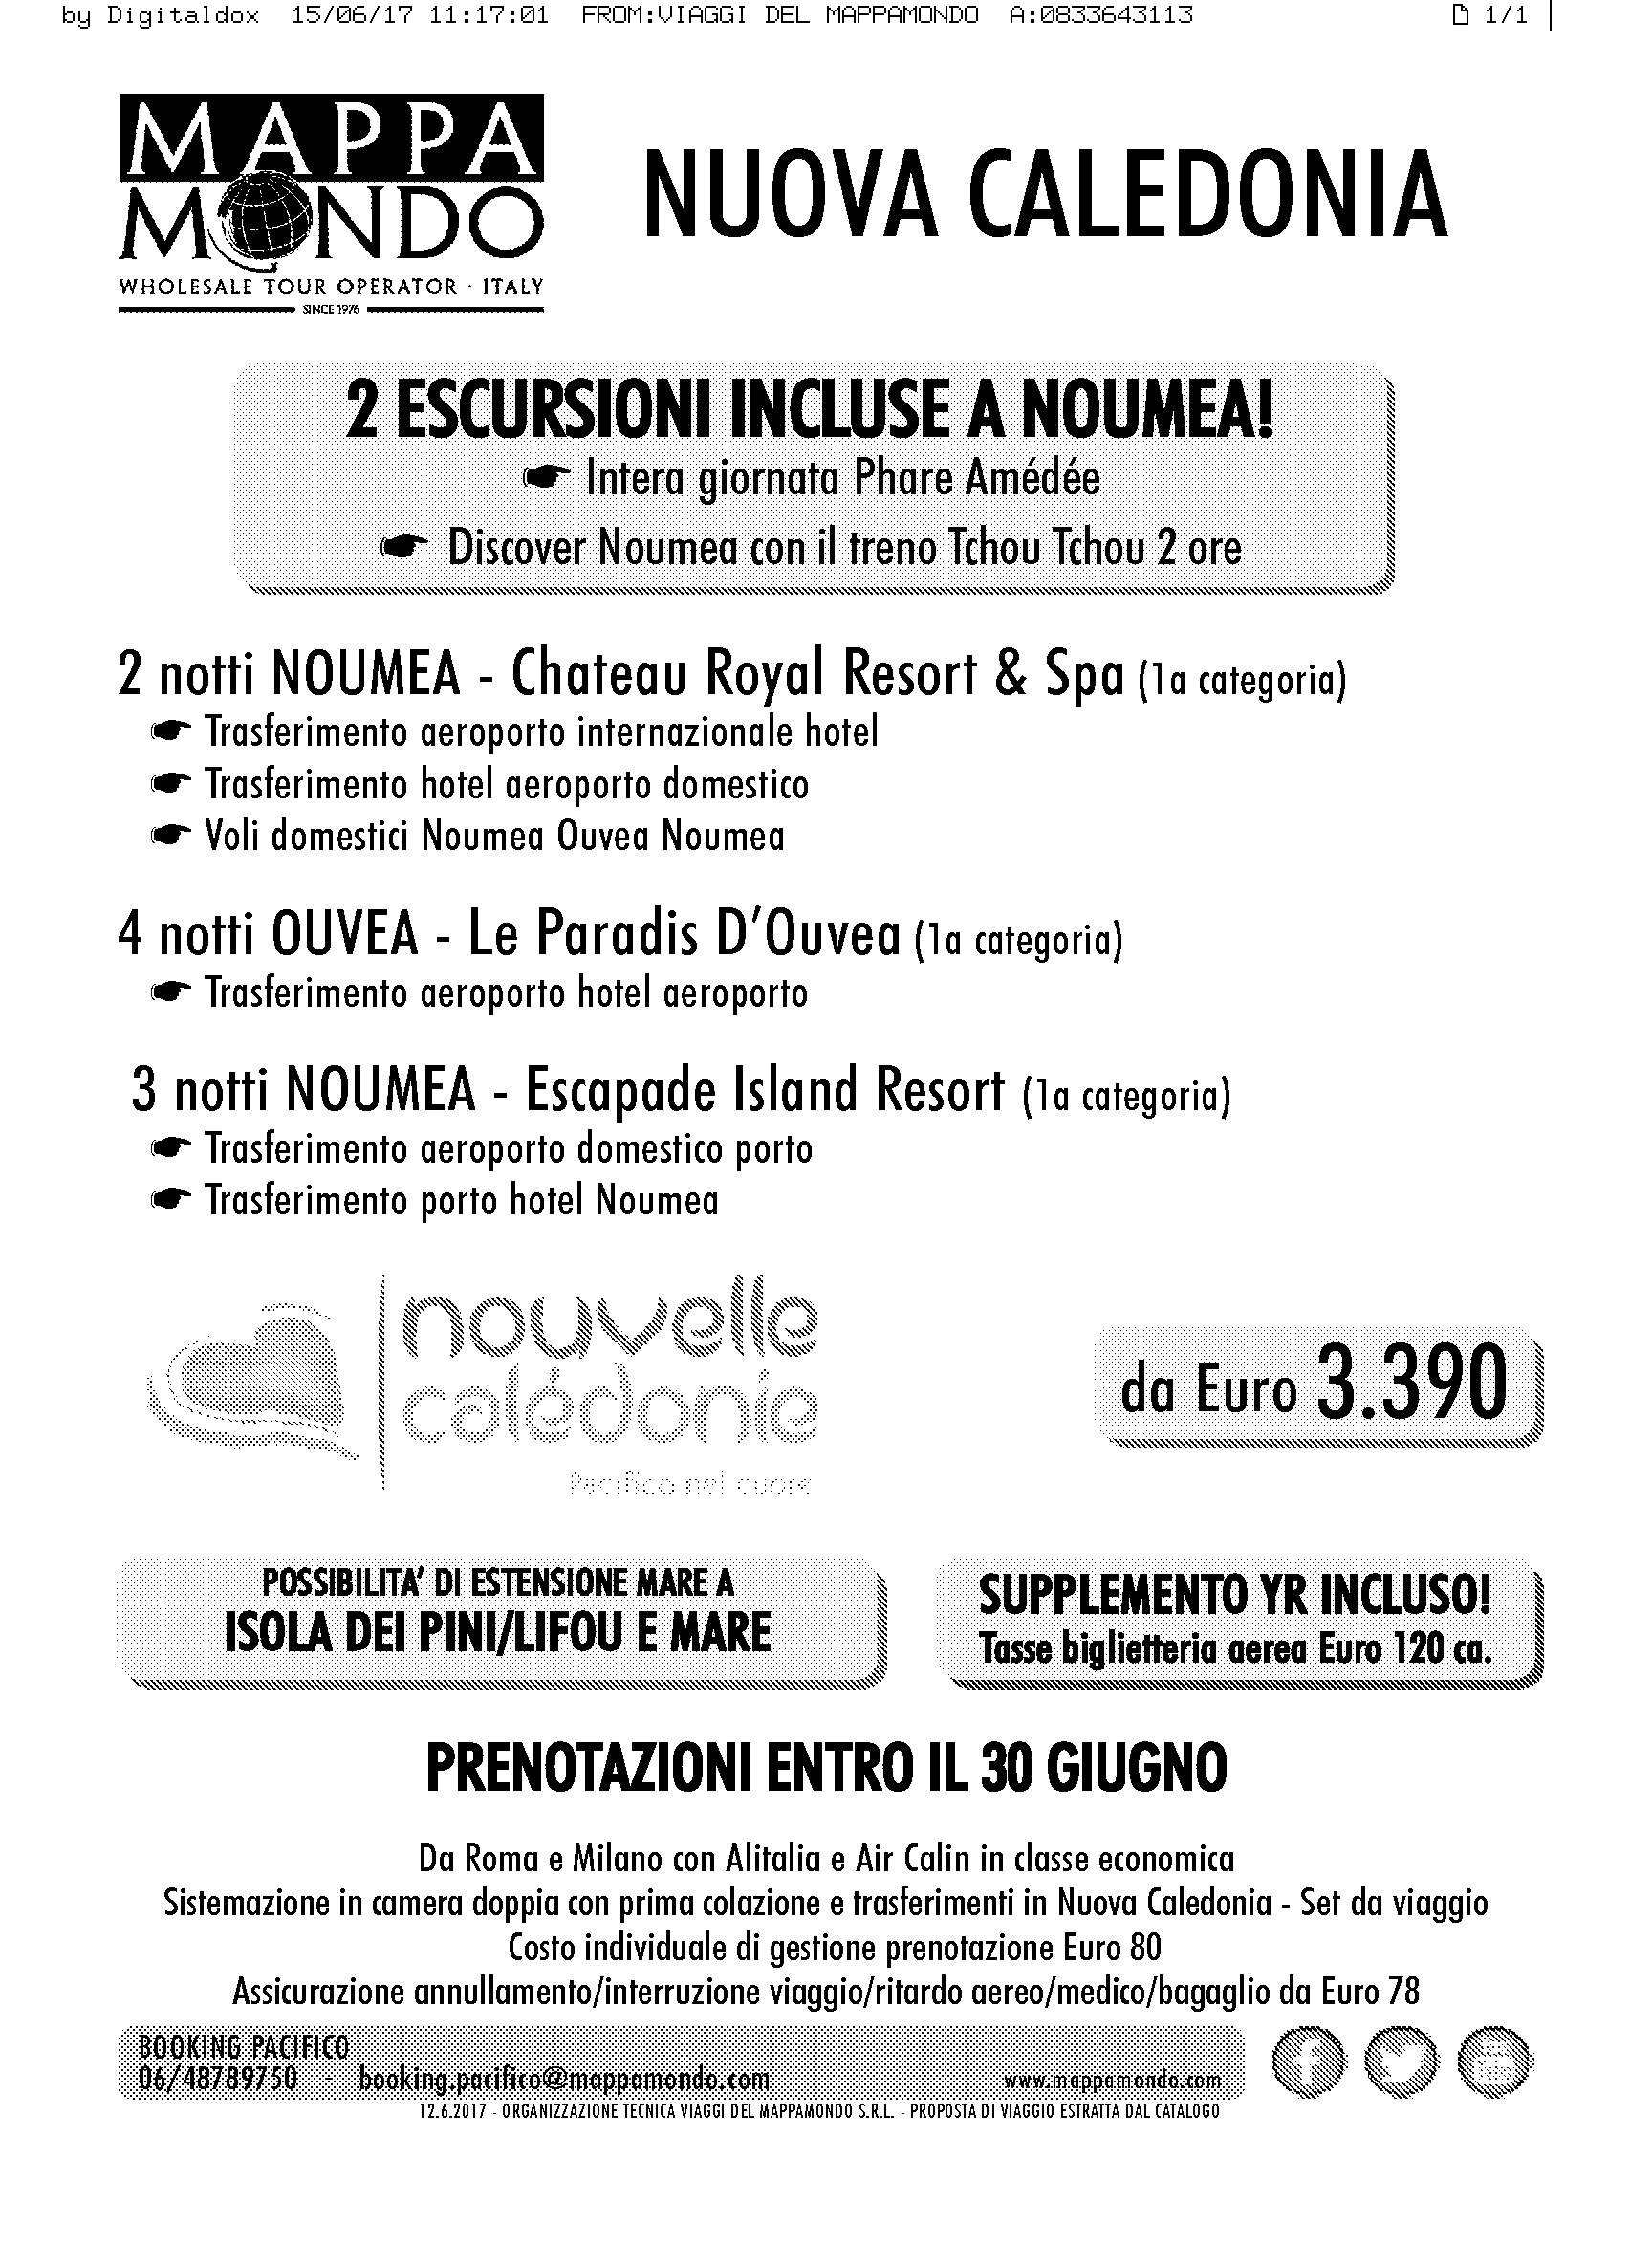 by Digitaldox 15/06/17 11:17:01 FROM:VIAGGI DEL MAPPAMONDO A:0833643113 1/1
MAPPA
MONDO
WHOLESALE TOUR OPERATOR · ITALY
SINCE 1976
NUOVA CALEDONIA
2 ESCURSIONI INCLUSE A NOUMEA!
☛ Intera giornata Phare Amédée
☛ Discover Noumea con il treno Tchou Tchou 2 ore
2 notti NOUMEA - Chateau Royal Resort & Spa (1a categoria)
☛ Trasferimento aeroporto internazionale hotel
☛ Trasferimento hotel aeroporto domestico
☛ Voli domestici Noumea Ouvea Noumea
4 notti OUVEA - Le Paradis D'Ouvea (1a categoria)
☛ Trasferimento aeroporto hotel aeroporto
3 notti NOUMEA - Escapade Island Resort (1a categoria)
☛ Trasferimento aeroporto domestico porto
☛ Trasferimento porto hotel Noumea
nouvelle
calédonie
Pacifico nel cuore
da Euro 3.390
POSSIBILITA' DI ESTENSIONE MARE A
ISOLA DEI PINI/LIFOU E MARE
SUPPLEMENTO YR INCLUSO!
Tasse biglietteria aerea Euro 120 ca.
PRENOTAZIONI ENTRO IL 30 GIUGNO
Da Roma e Milano con Alitalia e Air Calin in classe economica
Sistemazione in camera doppia con prima colazione e trasferimenti in Nuova Caledonia - Set da viaggio
Costo individuale di gestione prenotazione Euro 80
Assicurazione annullamento/interruzione viaggio/ritardo aereo/medico/bagaglio da Euro 78
BOOKING PACIFICO
06/48789750 - booking.pacifico@mappamondo.com www.mappamondo.com
12.6.2017 - ORGANIZZAZIONE TECNICA VIAGGI DEL MAPPAMONDO S.R.L. - PROPOSTA DI VIAGGIO ESTRATTA DAL CATALOGO